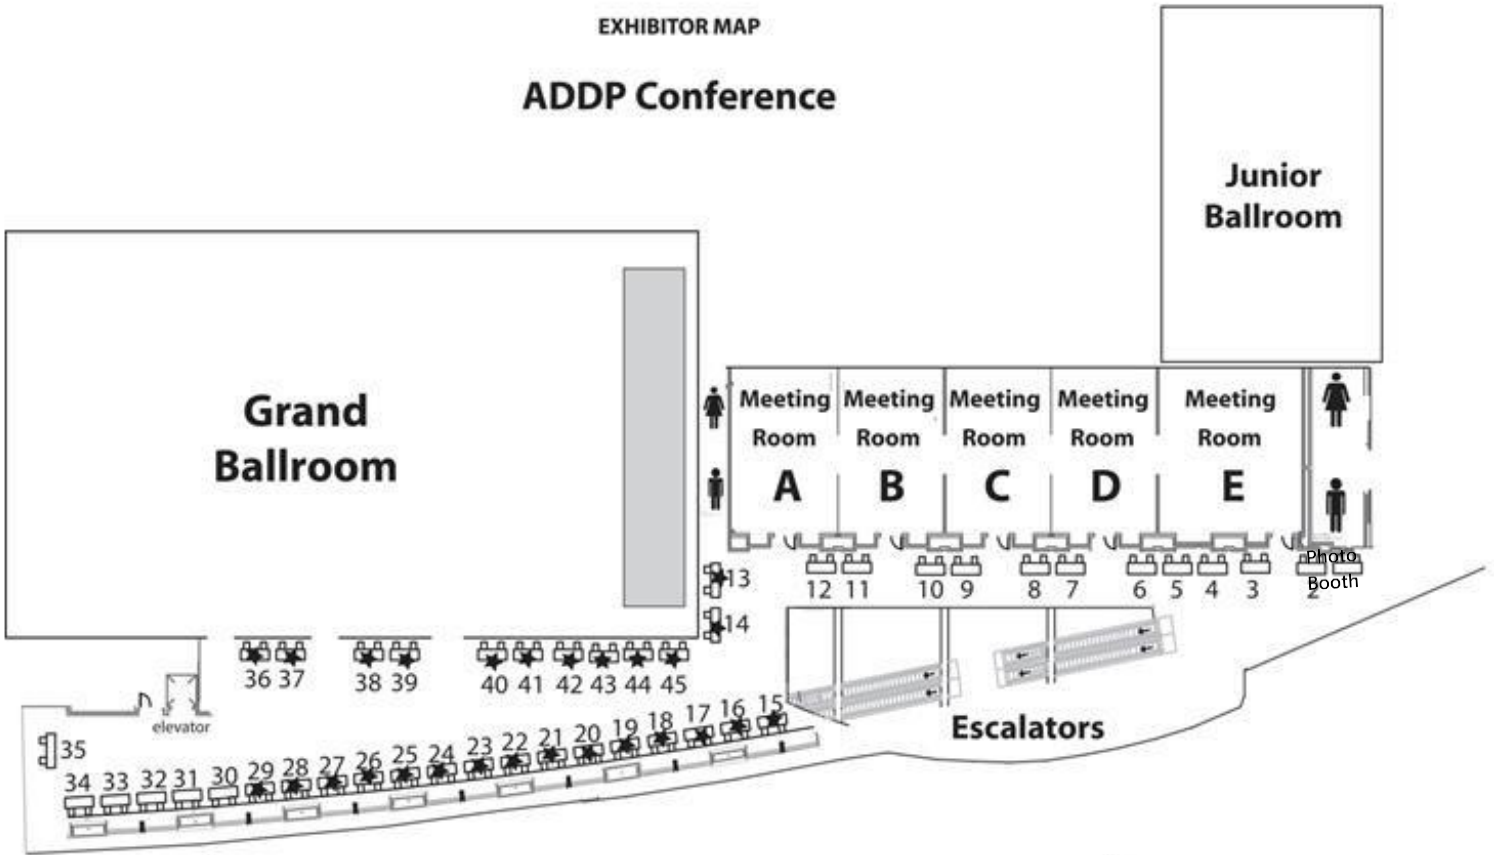 EXHIBITOR MAP
ADDP Conference
Junior
Ballroom
Grand
Ballroom
Meeting
Room
A
Meeting
Room
B
Meeting
Room
C
Meeting
Room
D
Meeting
Room
E
Photo
Booth
13
14
12 11 10 9 8 7 6 5 4 3 2
36 37 38 39 40 41 42 43 44 45
elevator
Escalators
35
34 33 32 31 30 29 28 27 26 25 24 23 22 21 20 19 18 17 16 15